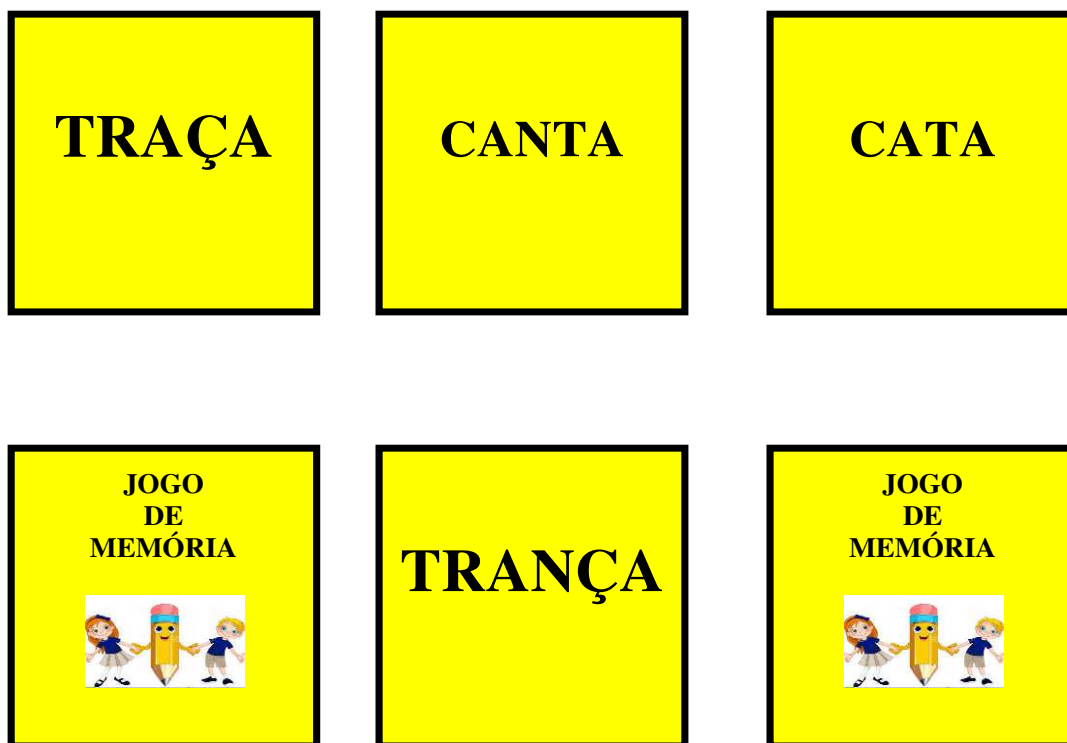 TRAÇA
CANTA
CATA
JOGO
DE
MEMÓRIA
TRANÇA
JOGO
DE
MEMÓRIA